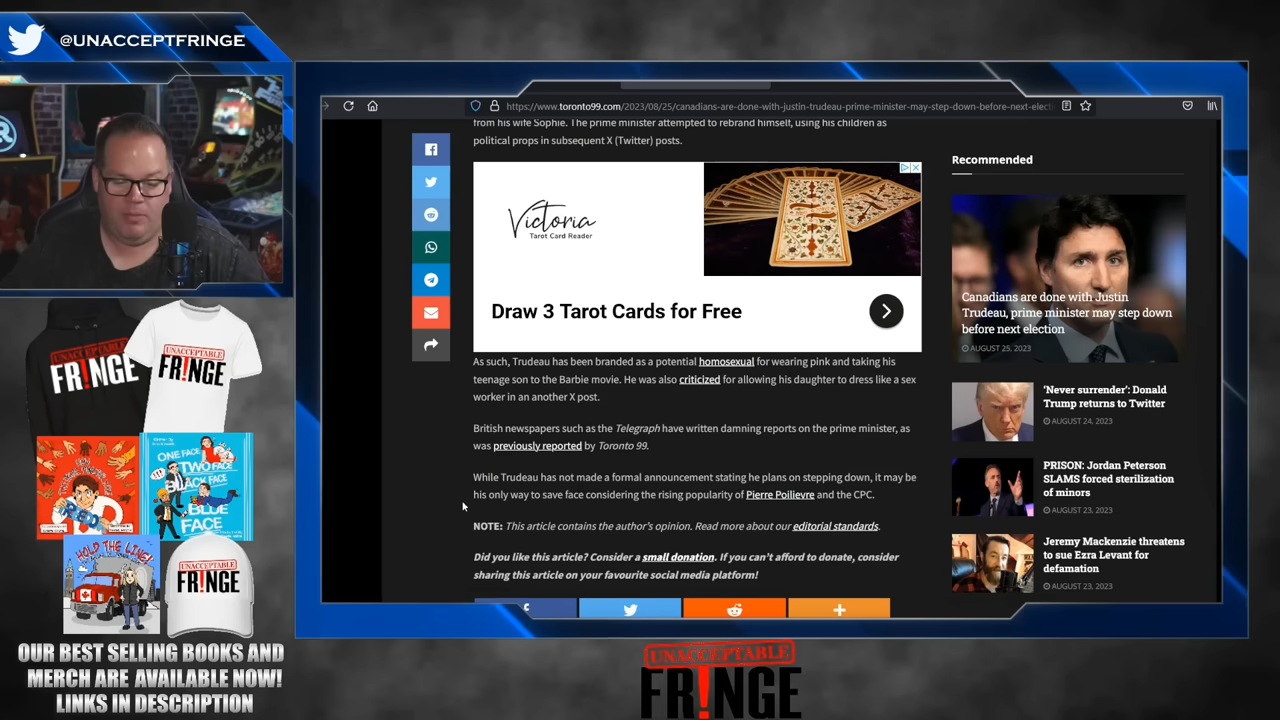 @UNACCEPTFRINGE
https://www.toronto99.com/2023/08/25/canadians-are-done-with-justin-trudeau-prime-minister-may-step-down-before-next-elect
from his wife Sophie. The prime minister attempted to rebrand himself, using his children as
political props in subsequent X (Twitter) posts.
Victoria
Tarot Card Reader
Draw 3 Tarot Cards for Free
As such, Trudeau has been branded as a potential homosexual for wearing pink and taking his
teenage son to the Barbie movie. He was also criticized for allowing his daughter to dress like a sex
worker in an another X post.
British newspapers such as the Telegraph have written damning reports on the prime minister, as
was previously reported by Toronto 99.
While Trudeau has not made a formal announcement stating he plans on stepping down, it may be
his only way to save face considering the rising popularity of Pierre Poilievre and the CPC.
NOTE: This article contains the author's opinion. Read more about our editorial standards.
Did you like this article? Consider a small donation. If you can't afford to donate, consider
sharing this article on your favourite social media platform!
Recommended
Canadians are done with Justin
Trudeau, prime minister may step down
before next election
AUGUST 25, 2023
'Never surrender': Donald
Trump returns to Twitter
AUGUST 24, 2023
PRISON: Jordan Peterson
SLAMS forced sterilization
of minors
AUGUST 23, 2023
Jeremy Mackenzie threatens
to sue Ezra Levant for
defamation
AUGUST 23, 2023
UNACCEPTABLE
FR!NGE
UNACCEPTABLE
FR!NGE
ONE FACE
TWO FACE
BLACK FACE
BLUE
FACE
HOLD THE LINE!
UNACCEPTABLE
FR!NGE
OUR BEST SELLING BOOKS AND
MERCH ARE AVAILABLE NOW!
LINKS IN DESCRIPTION
UNACCEPTABLE
FR!NGE